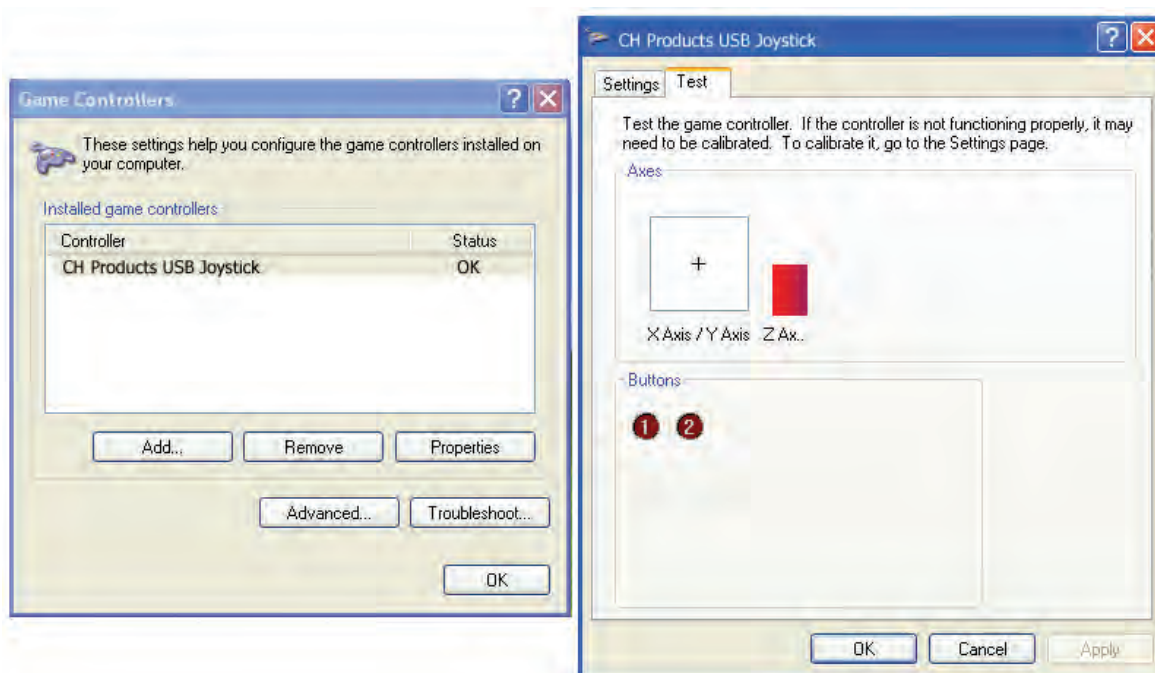 Game Controllers
These settings help you configure the game controllers installed on
your computer.
Installed game controllers
Controller Status
CH Products USB Joystick OK
Add... Remove Properties
Advanced... Troubleshoot...
OK
CH Products USB Joystick
Settings Test
Test the game controller. If the controller is not functioning properly, it may
need to be calibrated. To calibrate it, go to the Settings page.
Axes
X Axis / Y Axis Z Ax..
Buttons
1 2
OK Cancel Apply